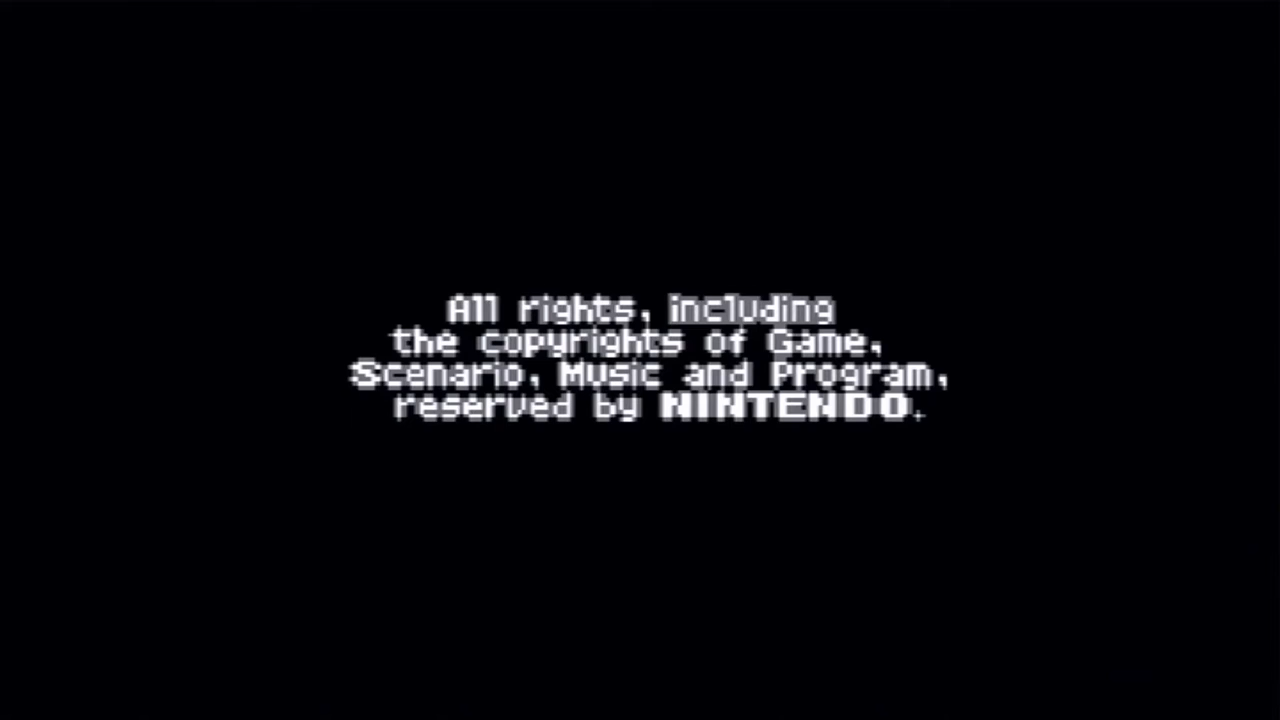 All rights, including
the copyrights of Game,
Scenario, Music and Program,
reserved by NINTENDO.